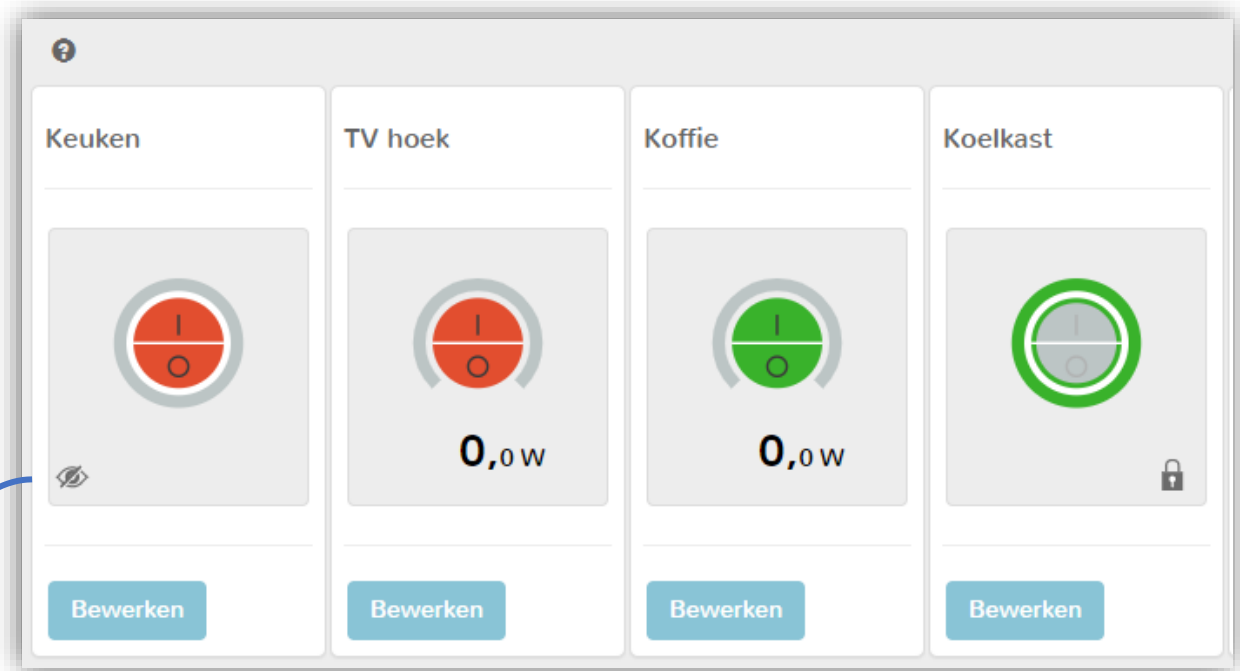 ?
Keuken
TV hoek
Koffie
Koelkast
I
O
I
O
I
O
I
O
0,0 W
0,0 W
Bewerken
Bewerken
Bewerken
Bewerken